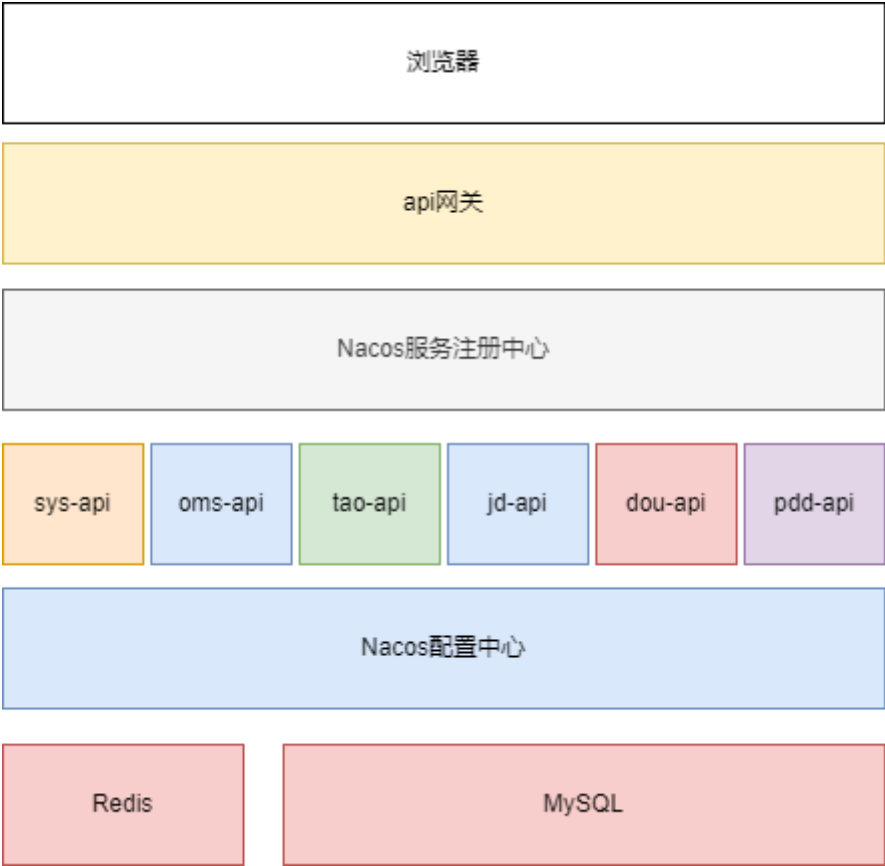 浏览器
api网关
Nacos服务注册中心
sys-api
oms-api
tao-api
jd-api
dou-api
pdd-api
Nacos配置中心
Redis
MySQL